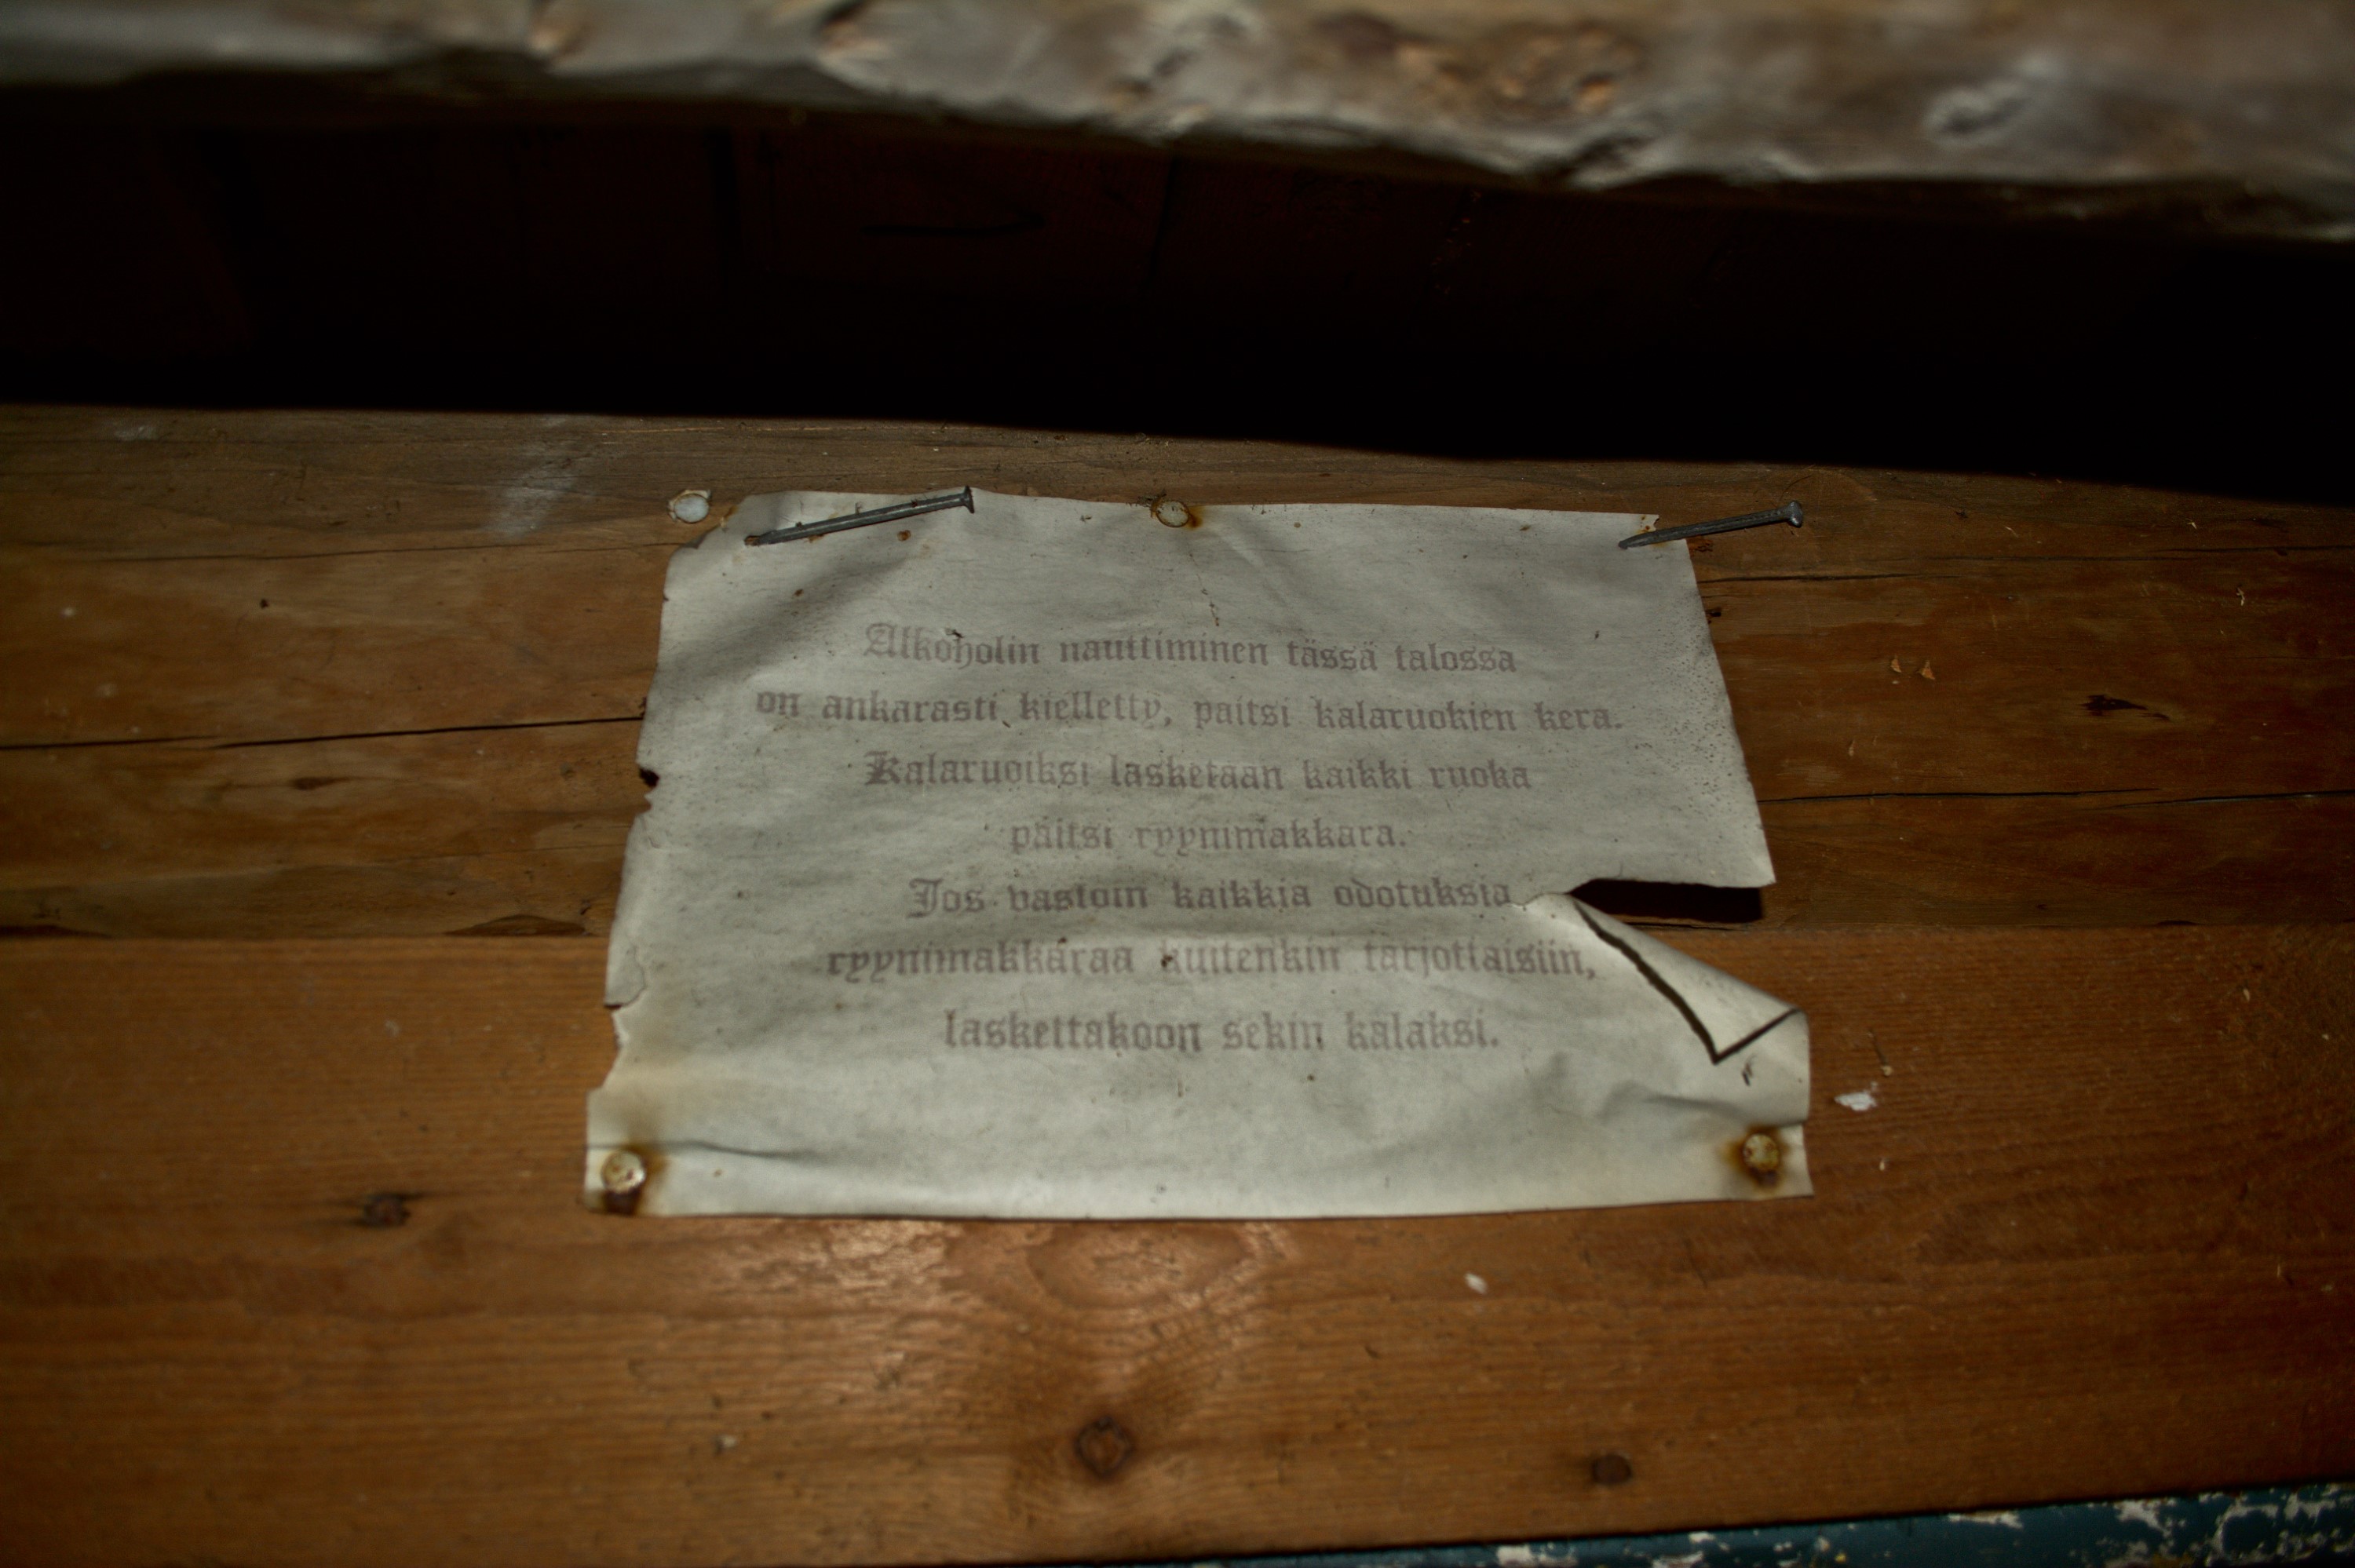 Alkoholin nauttiminen tässä talossa
on ankarasti kielletty, paitsi kalaruokien kera.
Kalaruoiksi lasketaan kaikki ruoka
paitsi ryynimakkara.
Jos vastoin kaikkia odotuksia
ryynimakkaraa kuitenkin tarjottaisiin,
laskettakoon sekin kalaksi.